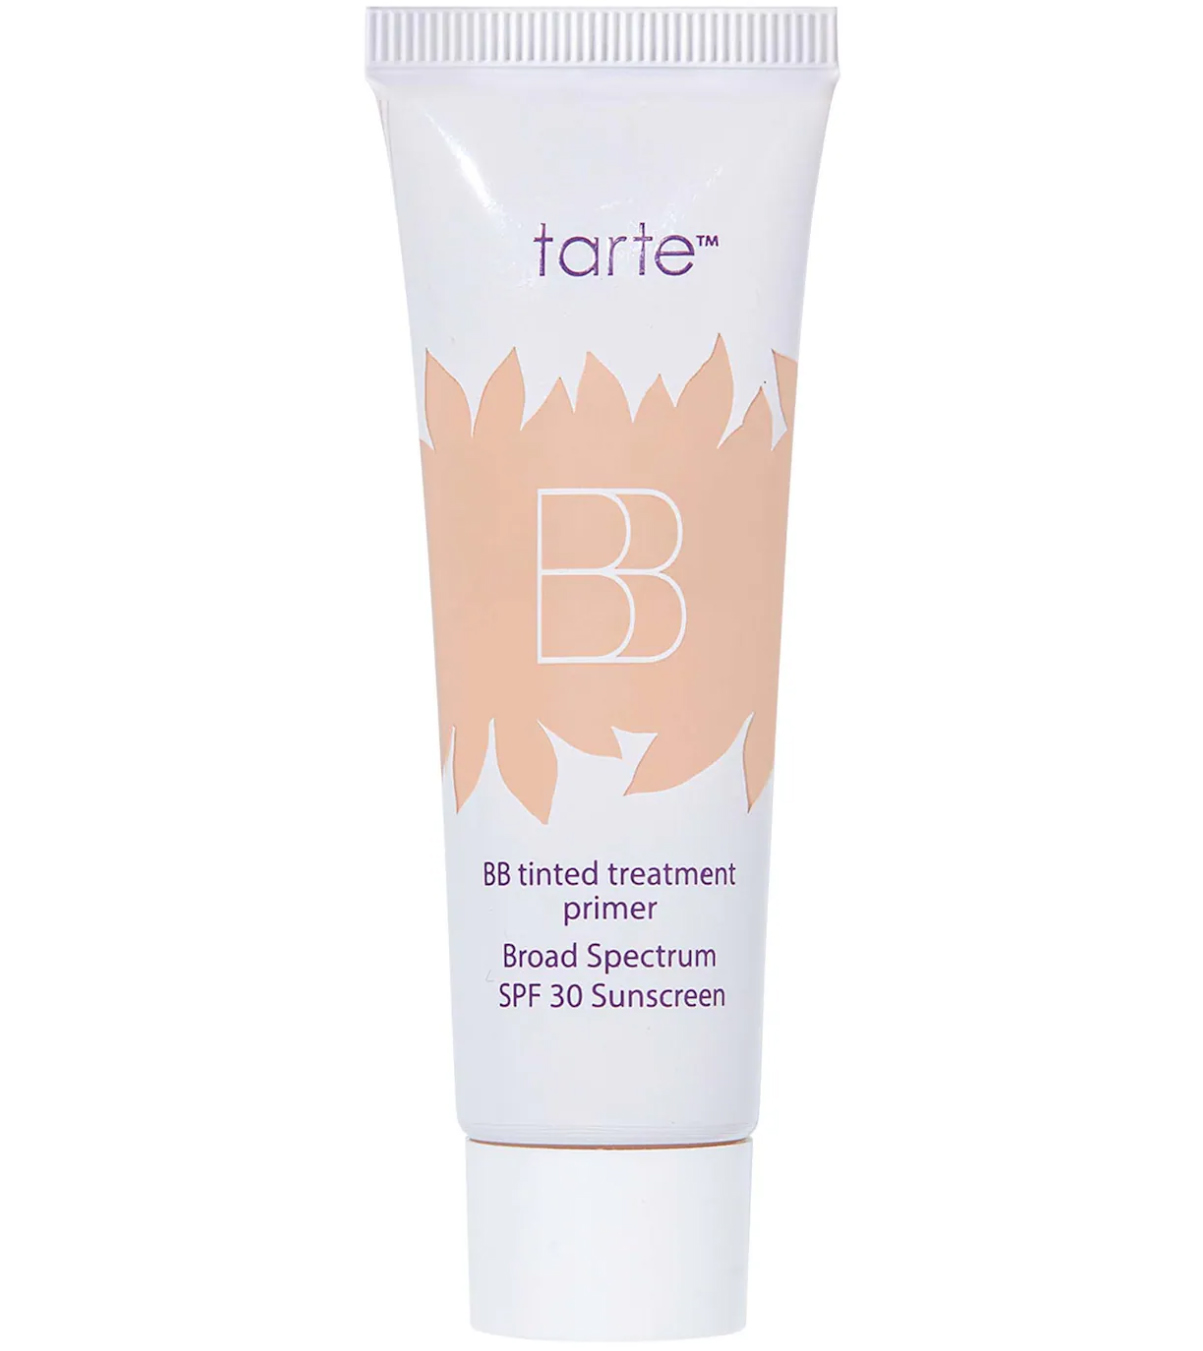 tarte™
BB
BB tinted treatment
primer
Broad Spectrum
SPF 30 Sunscreen